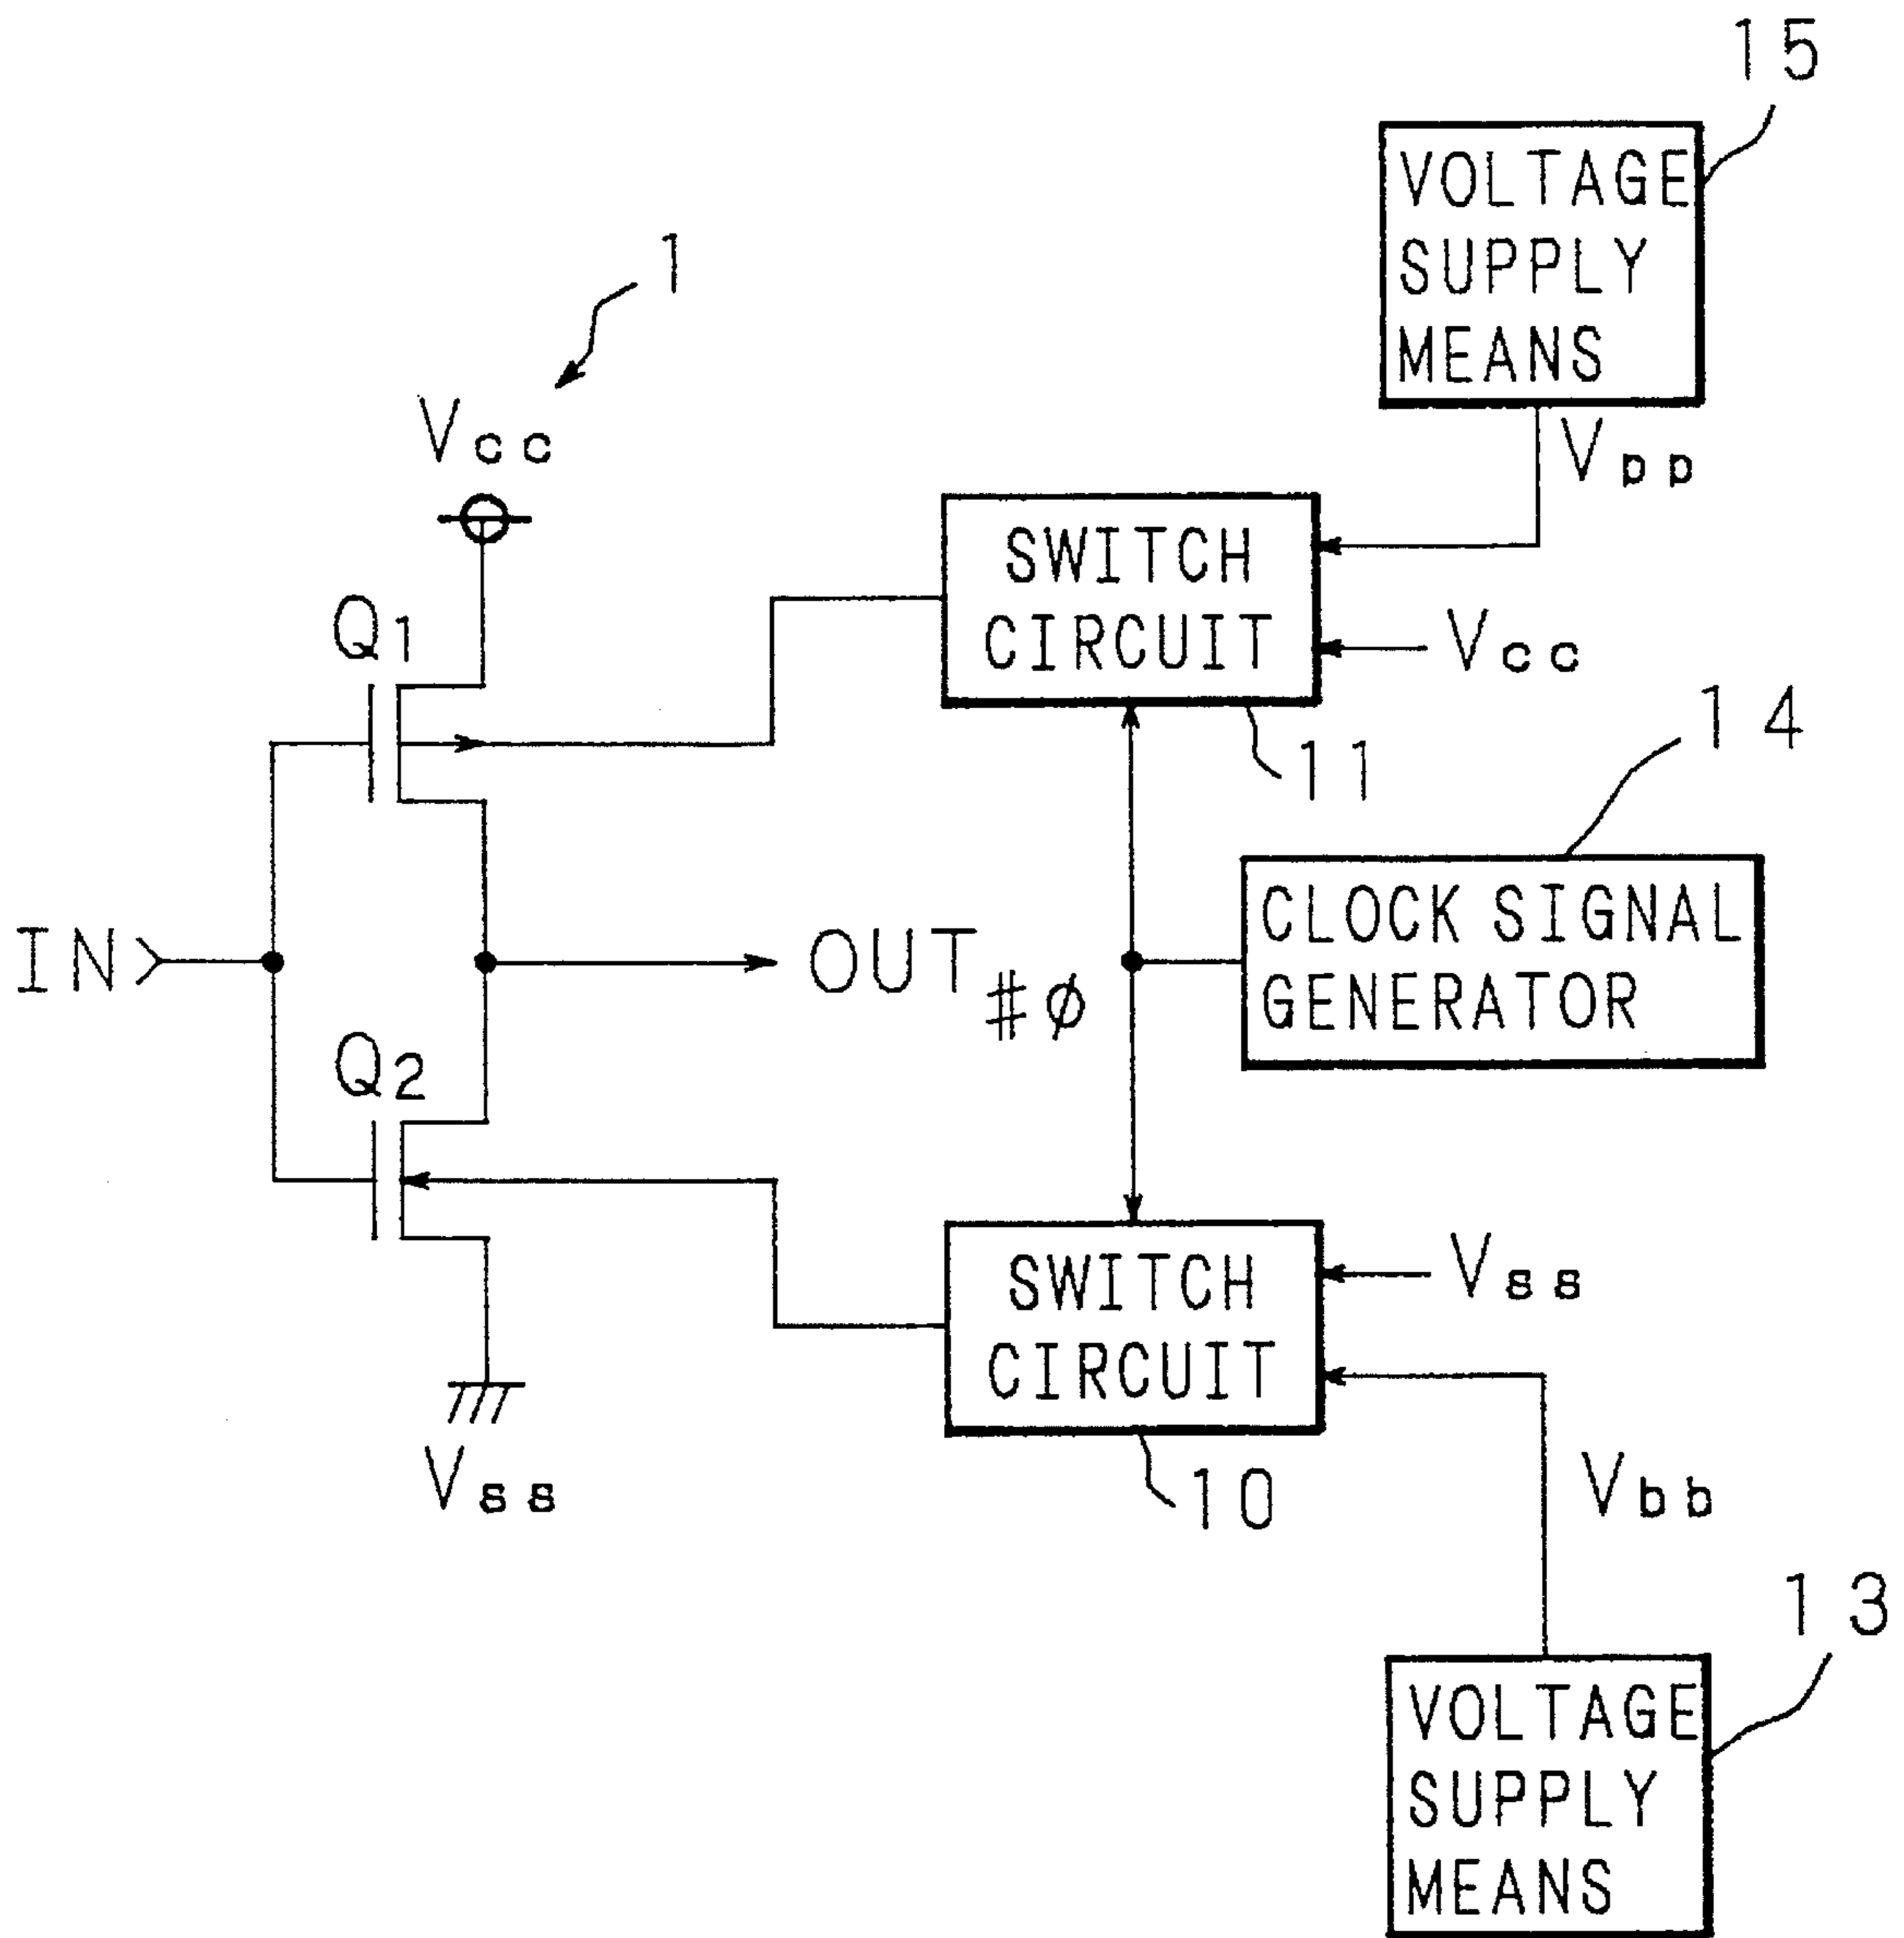 15
VOLTAGE
SUPPLY
MEANS
1
Vcc
Vpp
SWITCH
CIRCUIT
Q1
Vcc
11
14
CLOCK SIGNAL
GENERATOR
IN
OUT
#ø
Q2
SWITCH
CIRCUIT
Vss
Vss
10
Vbb
13
VOLTAGE
SUPPLY
MEANS